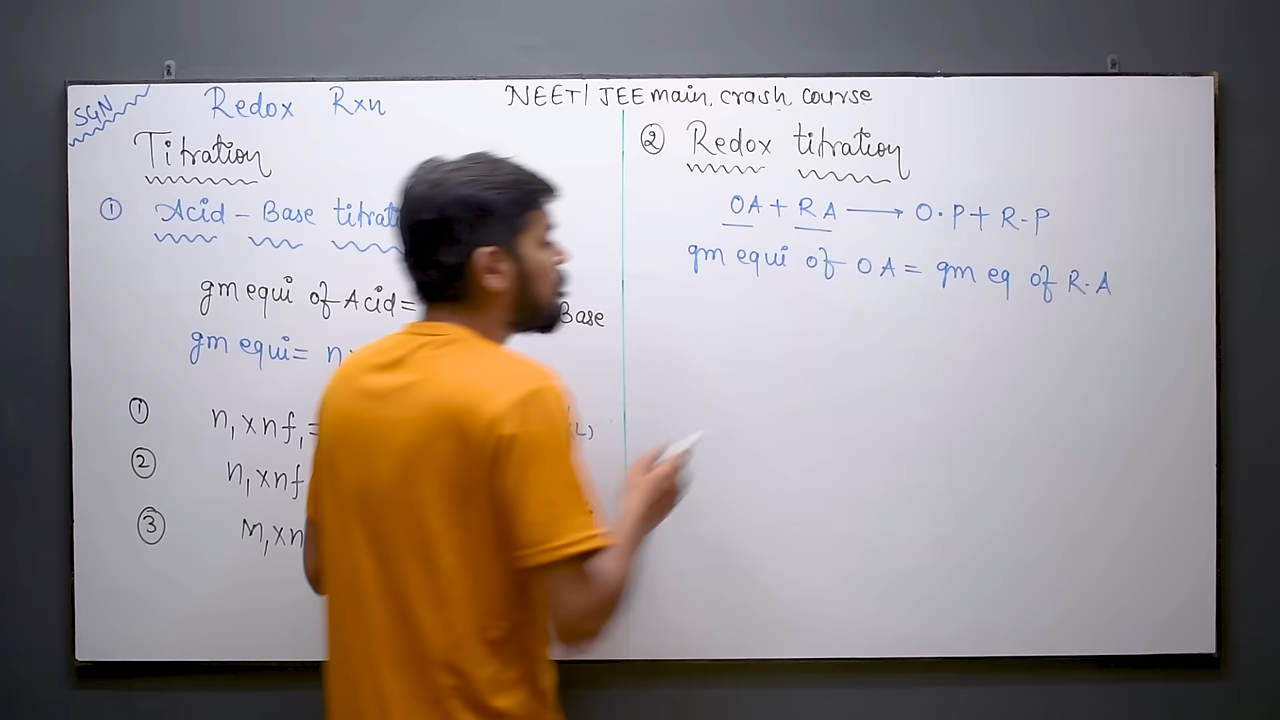 SGN
Redox Rxn
NEET/ JEE main, crash course
Titration
① Acid - Base titrat
gm equi of Acid = Base
gm equi = n
① n₁ x nf₁ = (L)
② n₁ x nf
③ M₁ x n
② Redox titration
OA + RA ⟶ O.P + R-P
gm equi of OA = gm eq of R-A